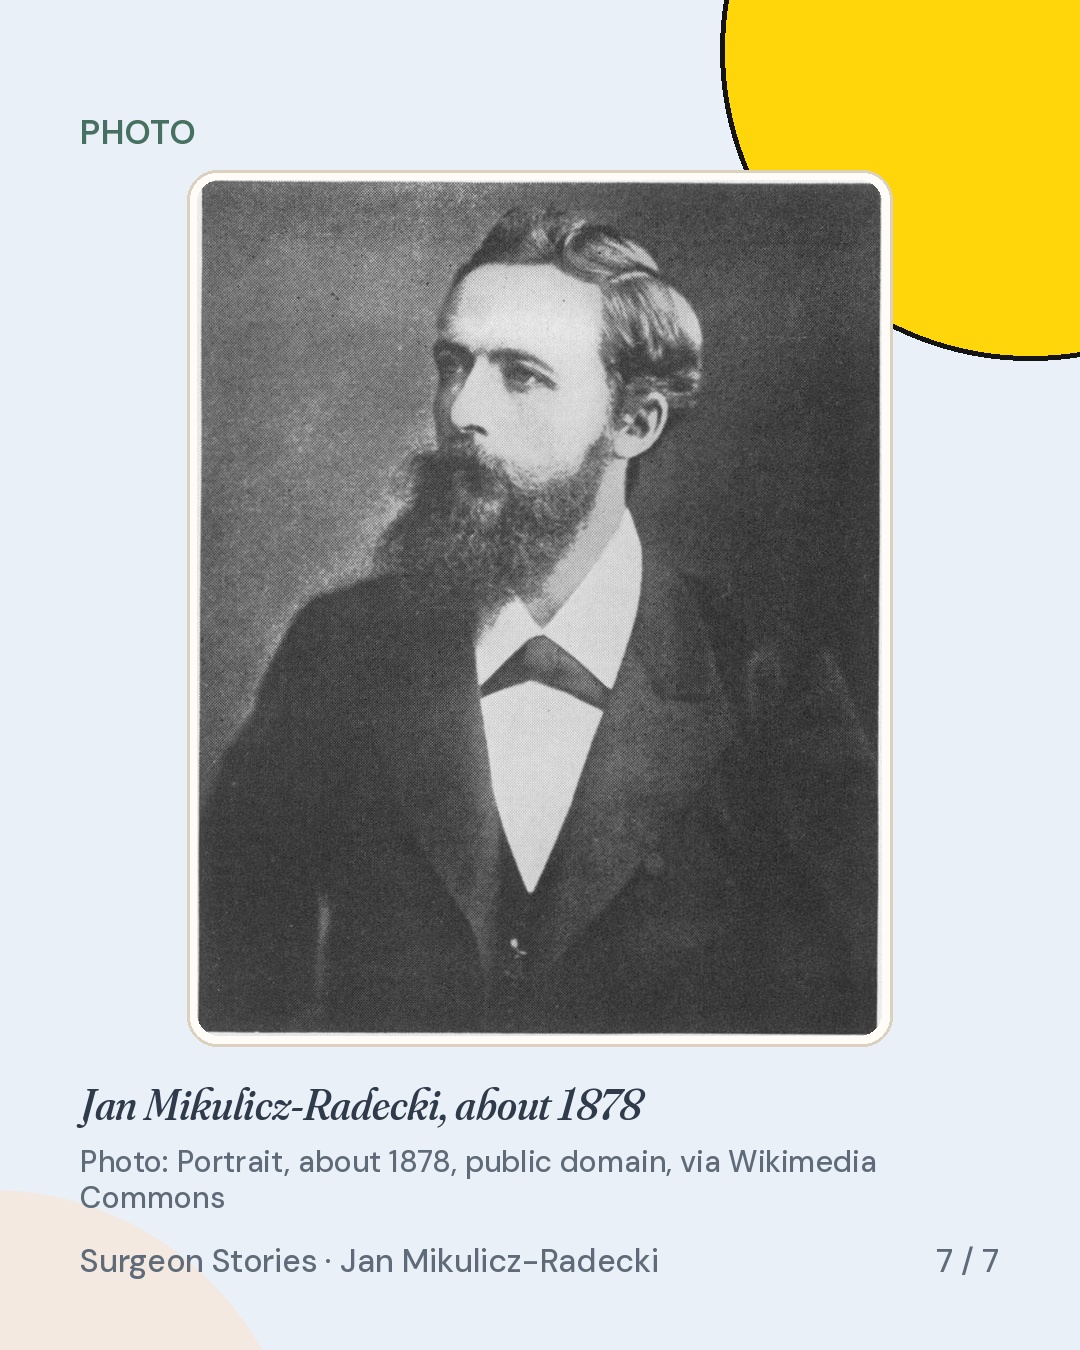 PHOTO
Jan Mikulicz-Radecki, about 1878
Photo: Portrait, about 1878, public domain, via Wikimedia
Commons
Surgeon Stories · Jan Mikulicz-Radecki
7 / 7